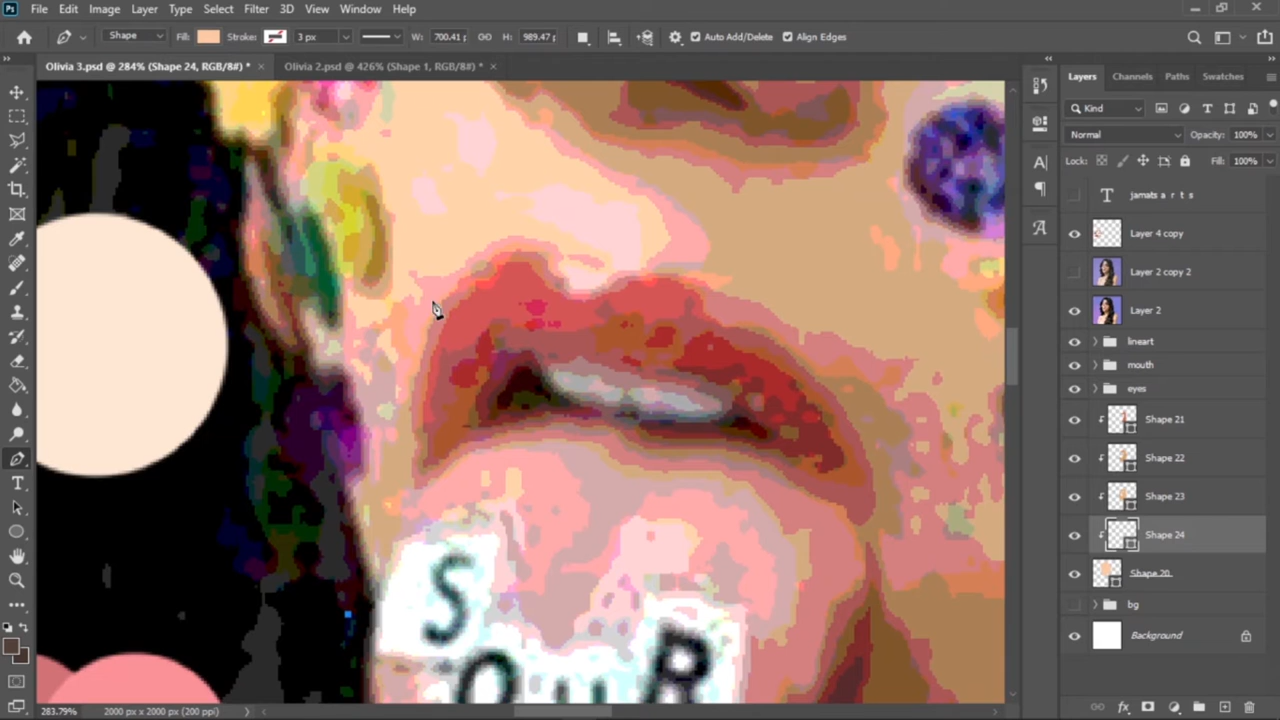 Ps File Edit Image Layer Type Select Filter 3D View Window Help
Shape Fill: Stroke: 3 px W: 700.41 H: 989.47 Auto Add/Delete Align Edges
Olivia 3.psd @ 284% (Shape 24, RGB/8#) * × Olivia 2.psd @ 426% (Shape 1, RGB/8#) * ×
Layers Channels Paths Swatches
Kind
Normal Opacity: 100%
Lock: Fill: 100%
jamats a r t s
Layer 4 copy
Layer 2 copy 2
Layer 2
lineart
mouth
eyes
Shape 21
Shape 22
Shape 23
Shape 24
Shape 20
bg
Background
S
OUR
283.79% 2000 px x 2000 px (200 ppi)